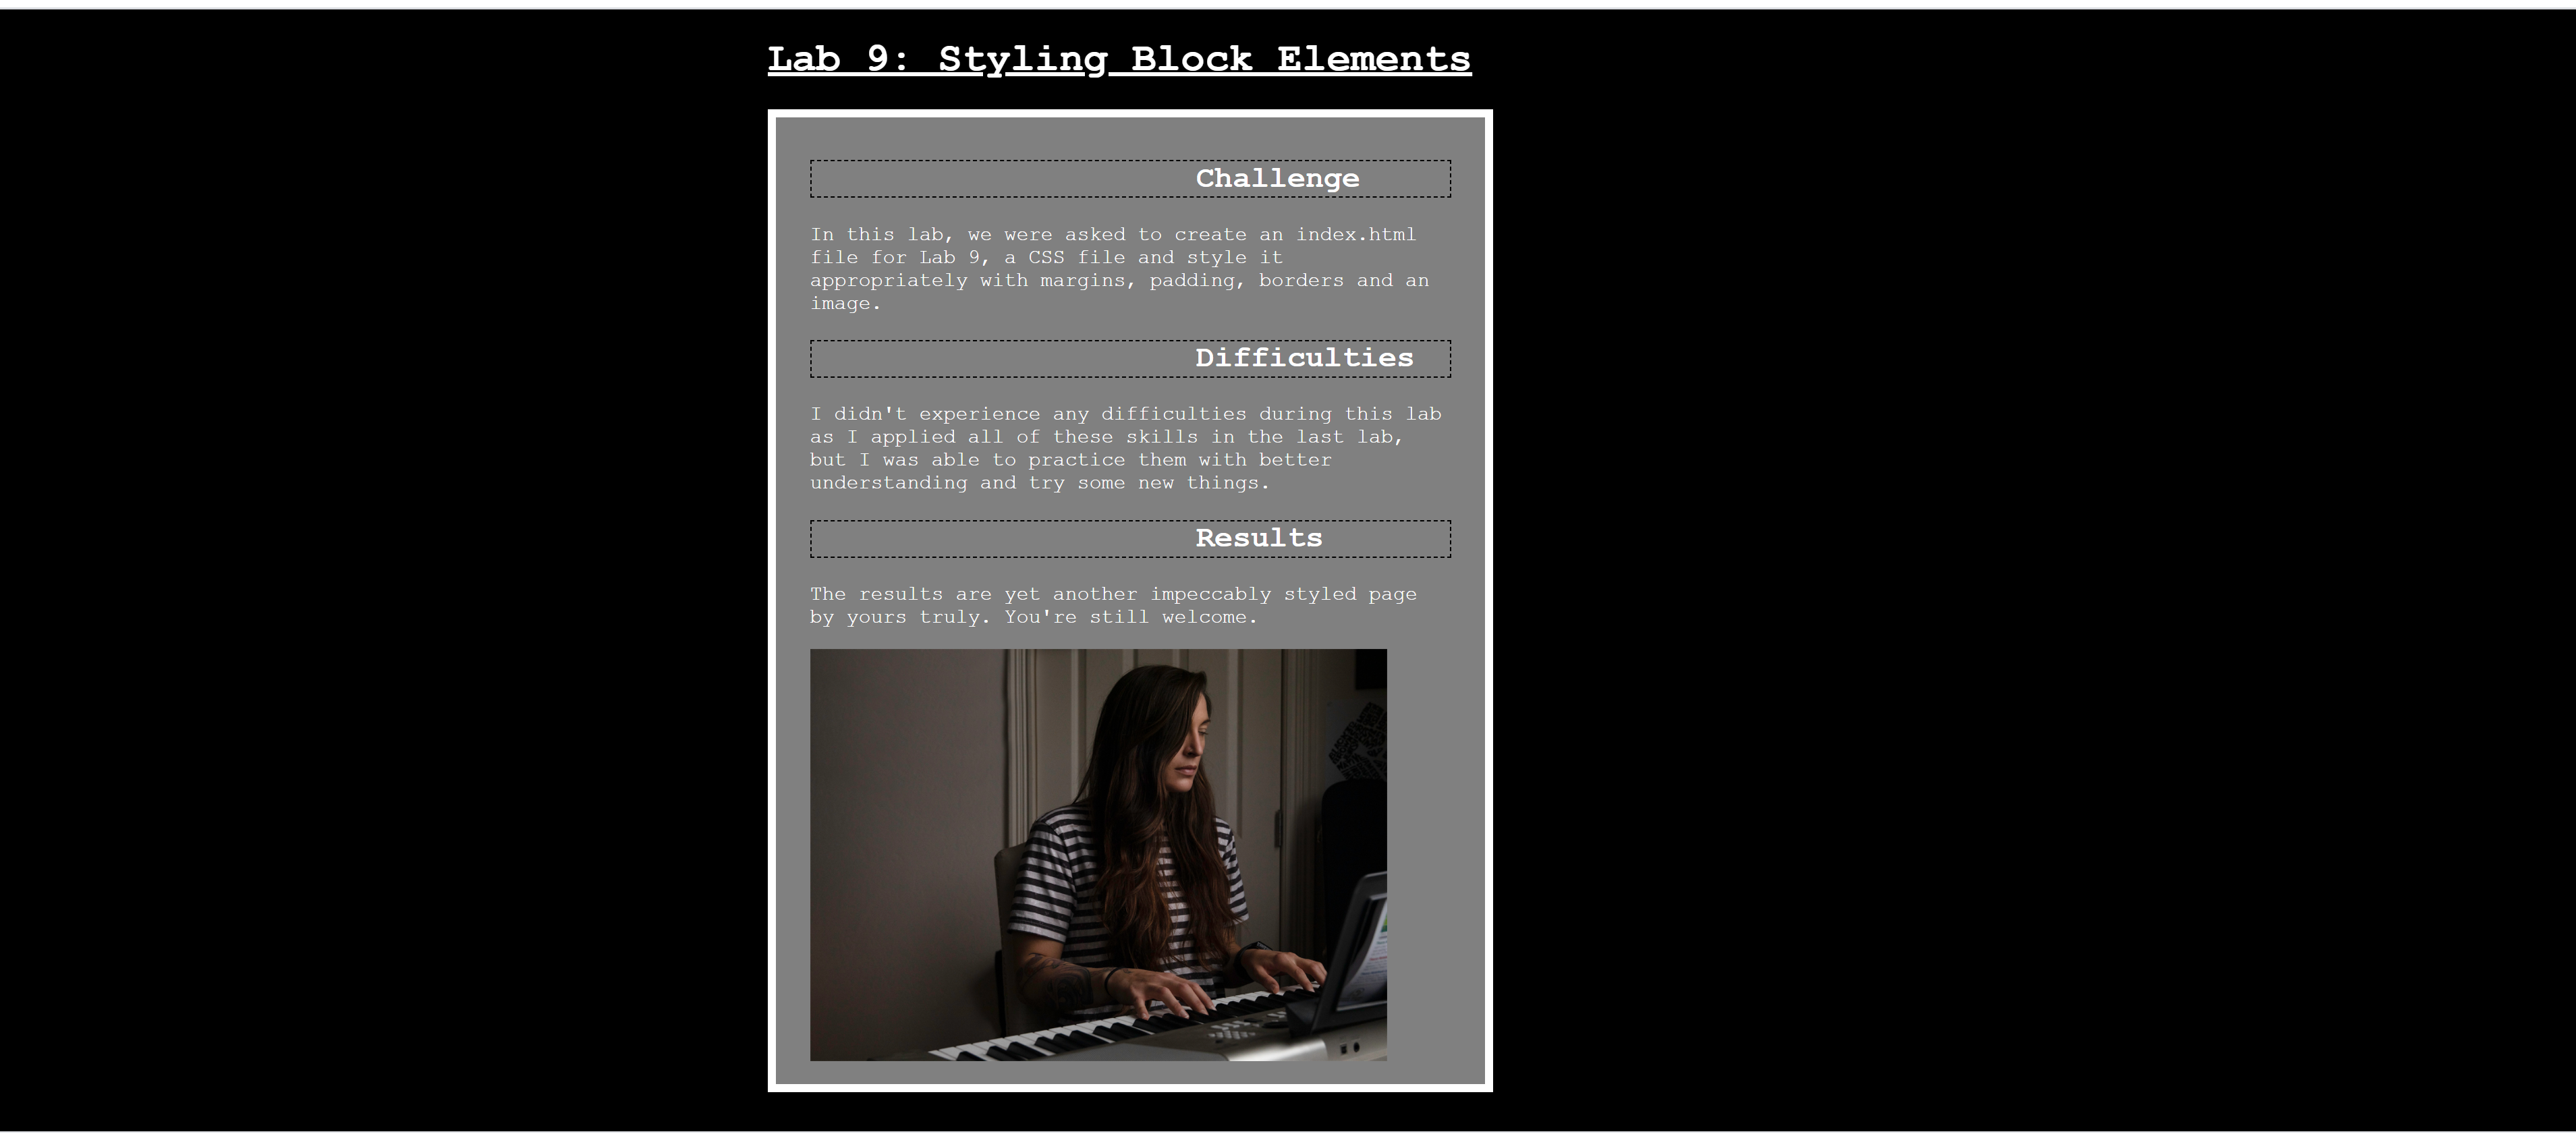 Lab 9: Styling Block Elements
Challenge
In this lab, we were asked to create an index.html
file for Lab 9, a CSS file and style it
appropriately with margins, padding, borders and an
image.
Difficulties
I didn't experience any difficulties during this lab
as I applied all of these skills in the last lab,
but I was able to practice them with better
understanding and try some new things.
Results
The results are yet another impeccably styled page
by yours truly. You're still welcome.